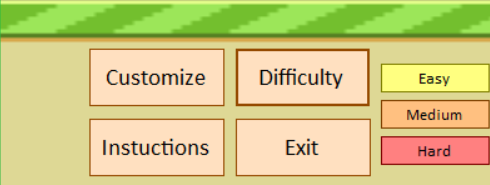 Customize
Difficulty
Easy
Medium
Instuctions
Exit
Hard